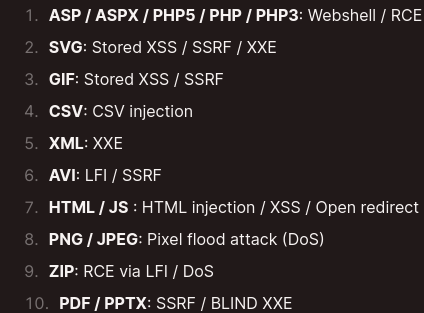 1. ASP / ASPX / PHP5 / PHP / PHP3: Webshell / RCE
2. SVG: Stored XSS / SSRF / XXE
3. GIF: Stored XSS / SSRF
4. CSV: CSV injection
5. XML: XXE
6. AVI: LFI / SSRF
7. HTML / JS : HTML injection / XSS / Open redirect
8. PNG / JPEG: Pixel flood attack (DoS)
9. ZIP: RCE via LFI / DoS
10. PDF / PPTX: SSRF / BLIND XXE